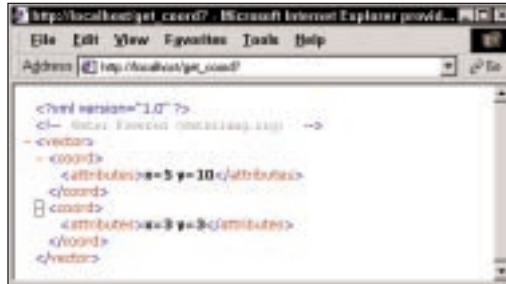 http://localhost/get_coord? - Microsoft Internet Explorer provid...
File Edit View Favorites Tools Help
Address http://localhost/get_coord? Go
<?xml version="1.0" ?>
<!-- -->
- <vector>
- <coord>
<attributes>x=5 y=10</attributes>
</coord>
- <coord>
<attributes>x=3 y=3</attributes>
</coord>
</vector>